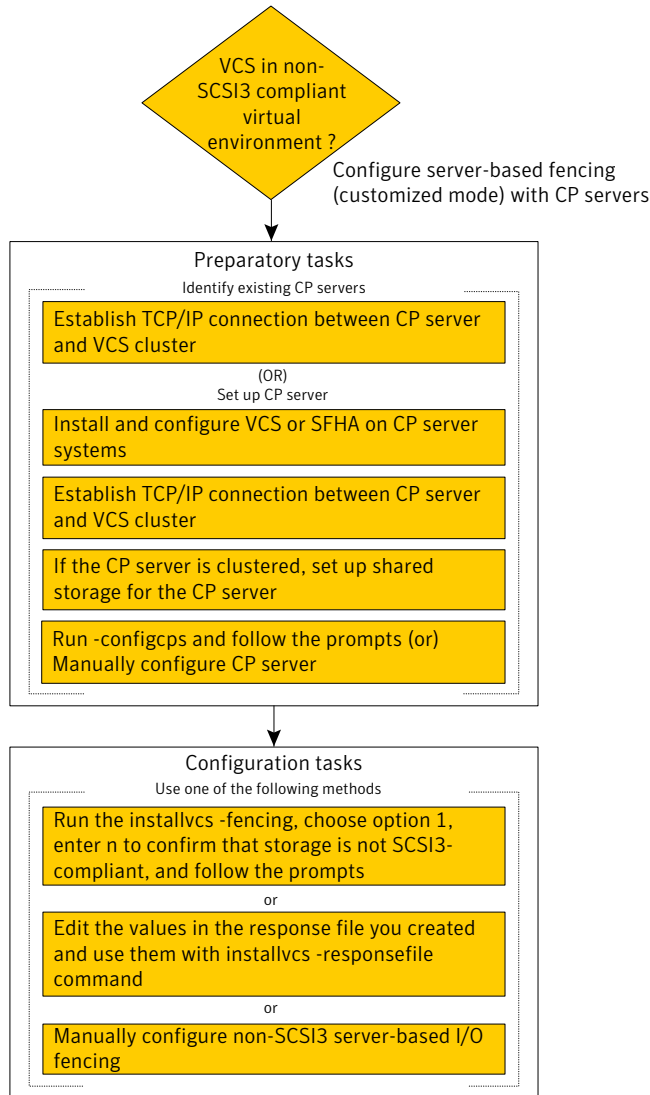 VCS in non-
SCSI3 compliant
virtual
environment ?
Configure server-based fencing
(customized mode) with CP servers
Preparatory tasks
Identify existing CP servers
Establish TCP/IP connection between CP server
and VCS cluster
(OR)
Set up CP server
Install and configure VCS or SFHA on CP server
systems
Establish TCP/IP connection between CP server
and VCS cluster
If the CP server is clustered, set up shared
storage for the CP server
Run -configcps and follow the prompts (or)
Manually configure CP server
Configuration tasks
Use one of the following methods
Run the installvcs -fencing, choose option 1,
enter n to confirm that storage is not SCSI3-
compliant, and follow the prompts
or
Edit the values in the response file you created
and use them with installvcs -responsefile
command
or
Manually configure non-SCSI3 server-based I/O
fencing